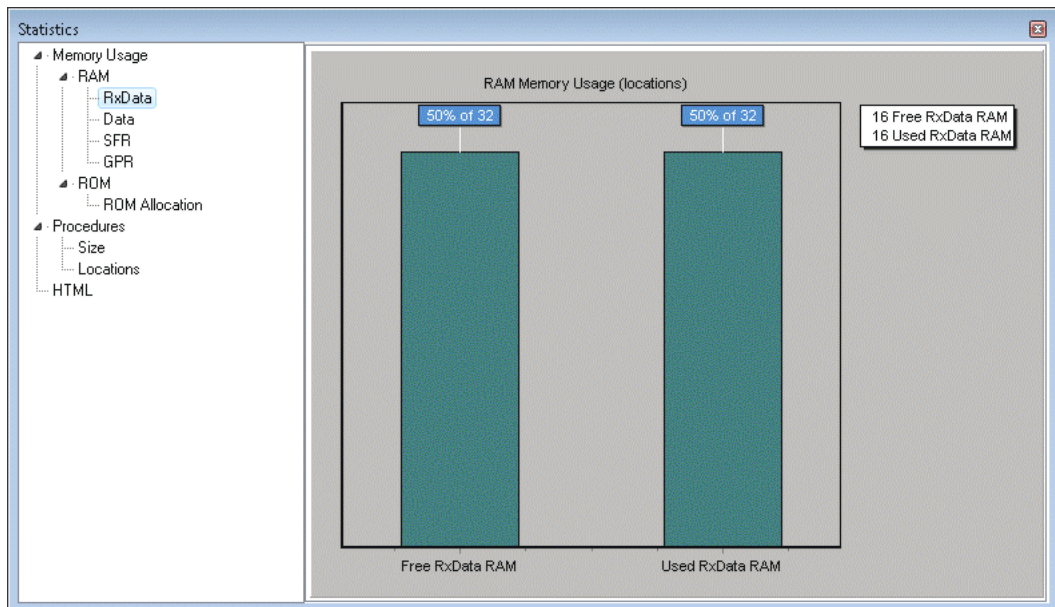 Statistics
Memory Usage
RAM
RxData
Data
SFR
GPR
ROM
ROM Allocation
Procedures
Size
Locations
HTML
RAM Memory Usage (locations)
50% of 32
50% of 32
16 Free RxData RAM
16 Used RxData RAM
Free RxData RAM
Used RxData RAM